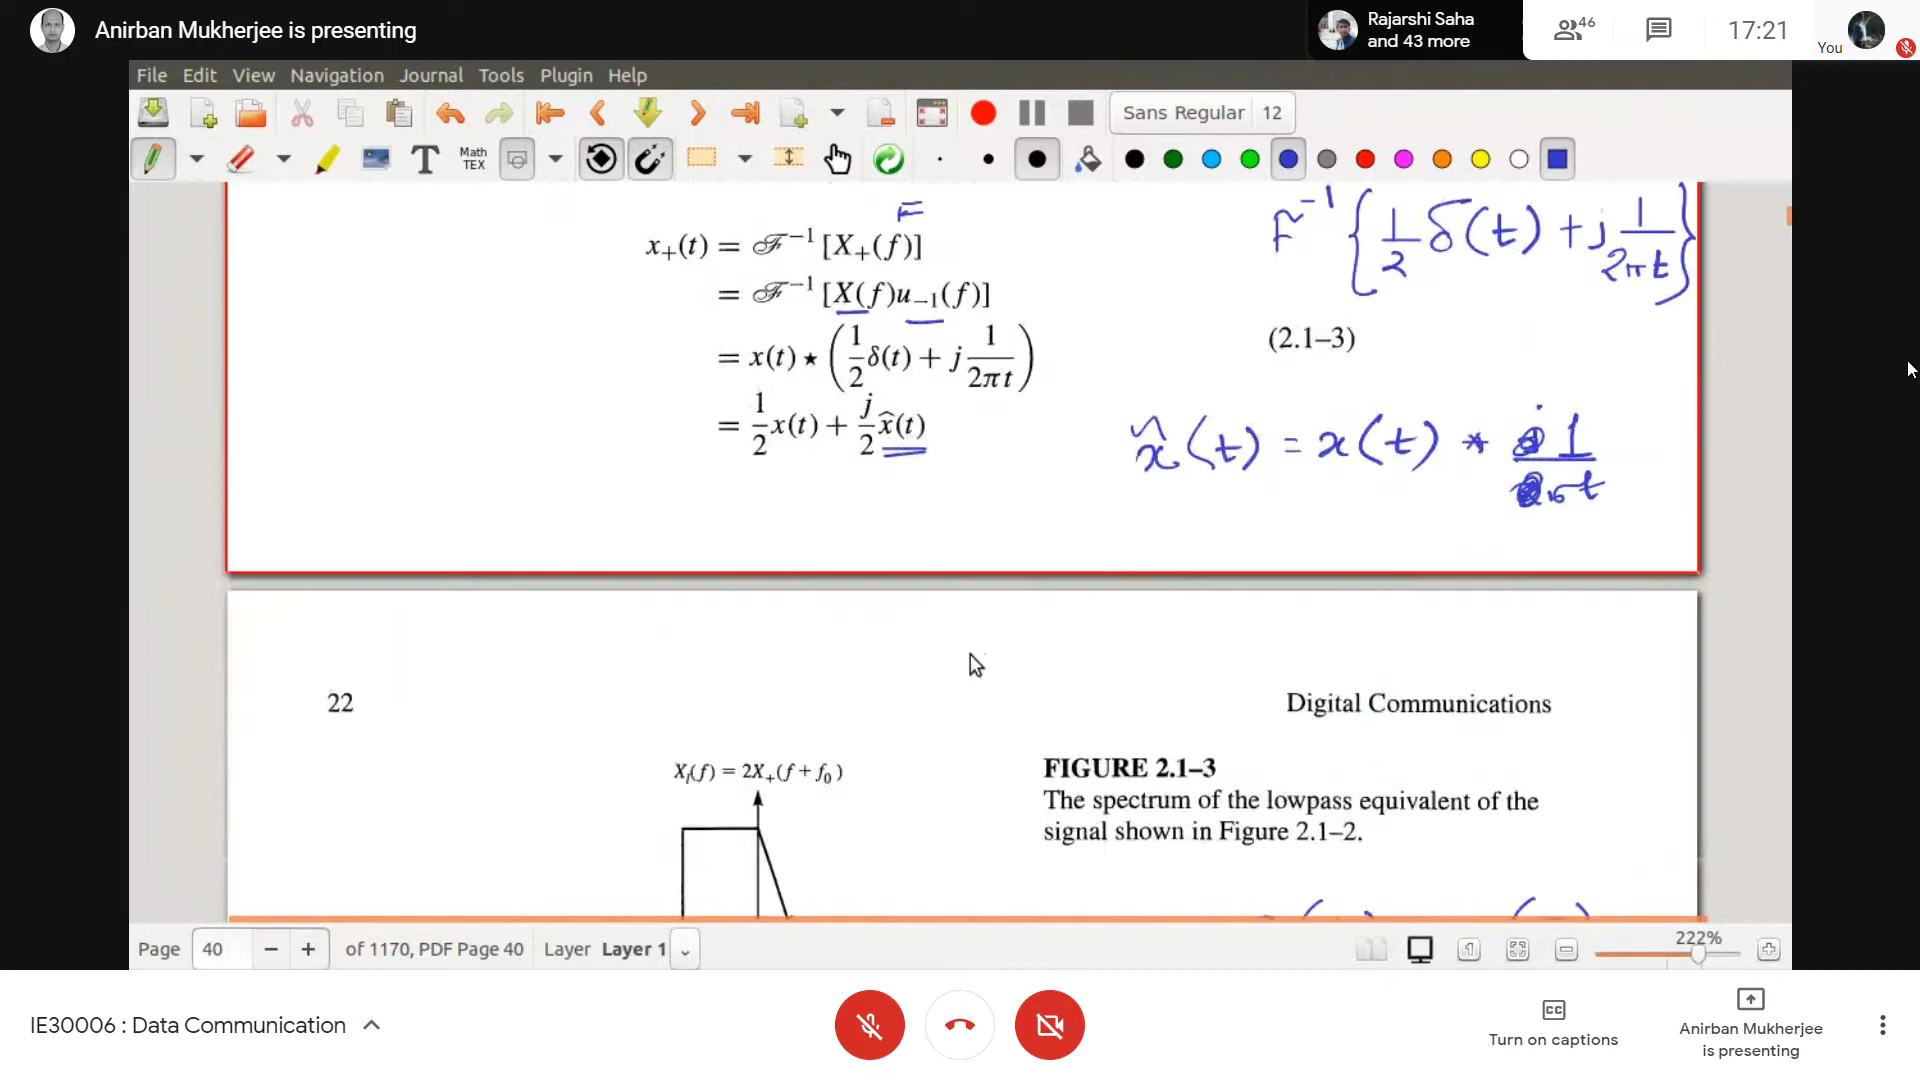 Anirban Mukherjee is presenting
Rajarshi Saha
and 43 more
46
17:21
You
File Edit View Navigation Journal Tools Plugin Help
Sans Regular 12
Math
TEX
F
x₊(t) = ℱ⁻¹ [X₊(f)]
= ℱ⁻¹ [X(f)u₋₁(f)]
= x(t) ⋆ (1/2 δ(t) + j 1/2πt)
= 1/2 x(t) + j/2 x̂(t)
F⁻¹ {1/2 δ(t) + j 1/2πt}
(2.1–3)
x̂(t) = x(t) * 1/πt
22
Digital Communications
Xₗ(f) = 2X₊(f + f₀)
FIGURE 2.1–3
The spectrum of the lowpass equivalent of the
signal shown in Figure 2.1–2.
Page 40 − + of 1170, PDF Page 40 Layer Layer 1
222%
IE30006 : Data Communication
Turn on captions
Anirban Mukherjee
is presenting